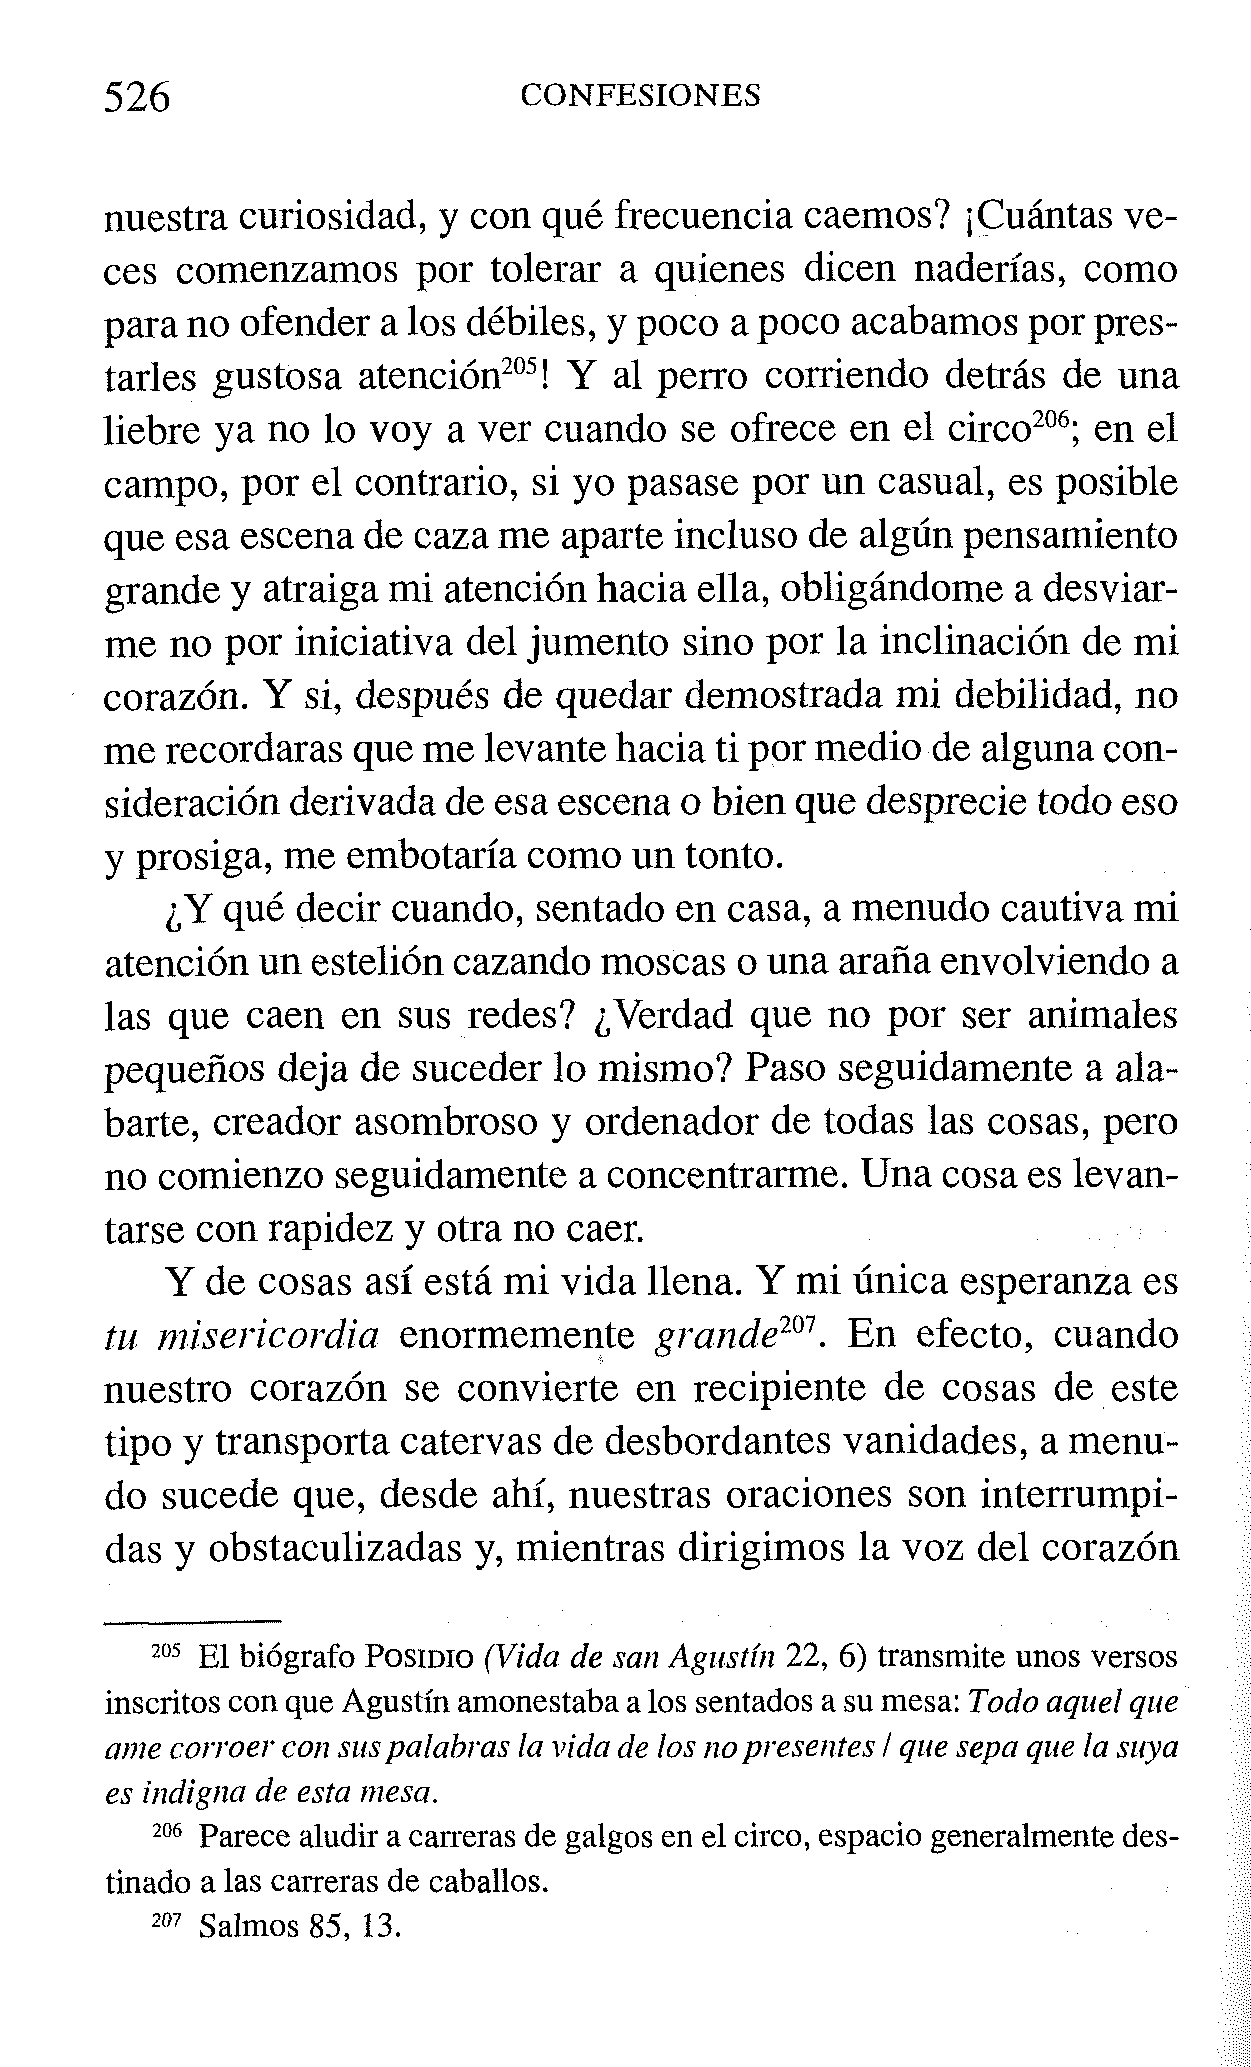 526 CONFESIONES
nuestra curiosidad, y con qué frecuencia caemos? ¡Cuántas ve-
ces comenzamos por tolerar a quienes dicen naderías, como
para no ofender a los débiles, y poco a poco acabamos por pres-
tarles gustosa atención²⁰⁵! Y al perro corriendo detrás de una
liebre ya no lo voy a ver cuando se ofrece en el circo²⁰⁶; en el
campo, por el contrario, si yo pasase por un casual, es posible
que esa escena de caza me aparte incluso de algún pensamiento
grande y atraiga mi atención hacia ella, obligándome a desviar-
me no por iniciativa del jumento sino por la inclinación de mi
corazón. Y si, después de quedar demostrada mi debilidad, no
me recordaras que me levante hacia ti por medio de alguna con-
sideración derivada de esa escena o bien que desprecie todo eso
y prosiga, me embotaría como un tonto.
¿Y qué decir cuando, sentado en casa, a menudo cautiva mi
atención un estelión cazando moscas o una araña envolviendo a
las que caen en sus redes? ¿Verdad que no por ser animales
pequeños deja de suceder lo mismo? Paso seguidamente a ala-
barte, creador asombroso y ordenador de todas las cosas, pero
no comienzo seguidamente a concentrarme. Una cosa es levan-
tarse con rapidez y otra no caer.
Y de cosas así está mi vida llena. Y mi única esperanza es
tu misericordia enormemente grande²⁰⁷. En efecto, cuando
nuestro corazón se convierte en recipiente de cosas de este
tipo y transporta catervas de desbordantes vanidades, a menu-
do sucede que, desde ahí, nuestras oraciones son interrumpi-
das y obstaculizadas y, mientras dirigimos la voz del corazón
²⁰⁵ El biógrafo POSIDIO (Vida de san Agustín 22, 6) transmite unos versos
inscritos con que Agustín amonestaba a los sentados a su mesa: Todo aquel que
ame corroer con sus palabras la vida de los no presentes / que sepa que la suya
es indigna de esta mesa.
²⁰⁶ Parece aludir a carreras de galgos en el circo, espacio generalmente des-
tinado a las carreras de caballos.
²⁰⁷ Salmos 85, 13.